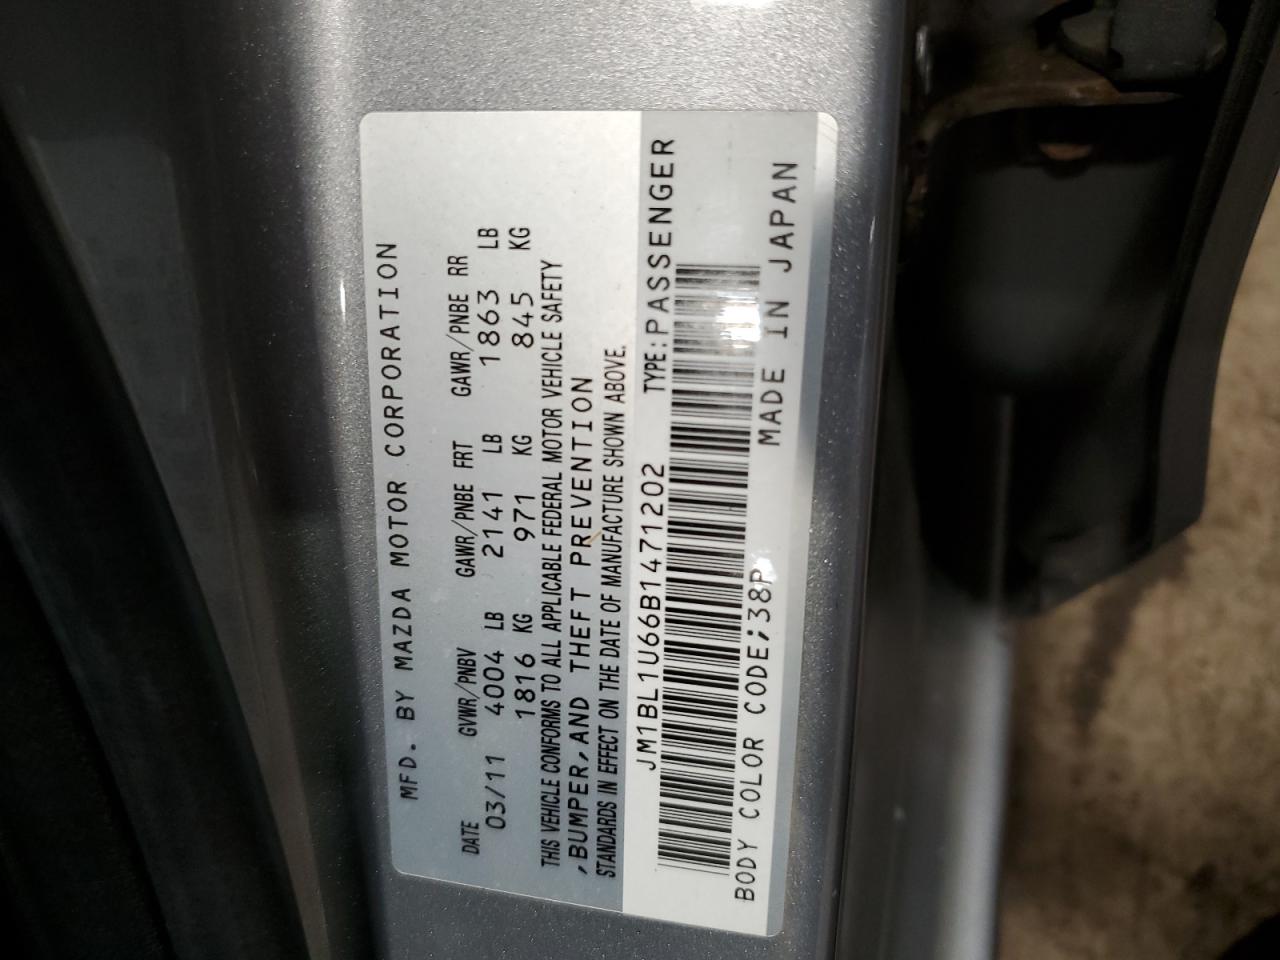 MFD. BY MAZDA MOTOR CORPORATION
DATE GVWR/PNBV GAWR/PNBE FRT GAWR/PNBE RR
03/11 4004 LB 2141 LB 1863 LB
1816 KG 971 KG 845 KG
THIS VEHICLE CONFORMS TO ALL APPLICABLE FEDERAL MOTOR VEHICLE SAFETY
,BUMPER,AND THEFT PREVENTION
STANDARDS IN EFFECT ON THE DATE OF MANUFACTURE SHOWN ABOVE.
JM1BL1U66B1471202 TYPE:PASSENGER
BODY COLOR CODE;38P MADE IN JAPAN